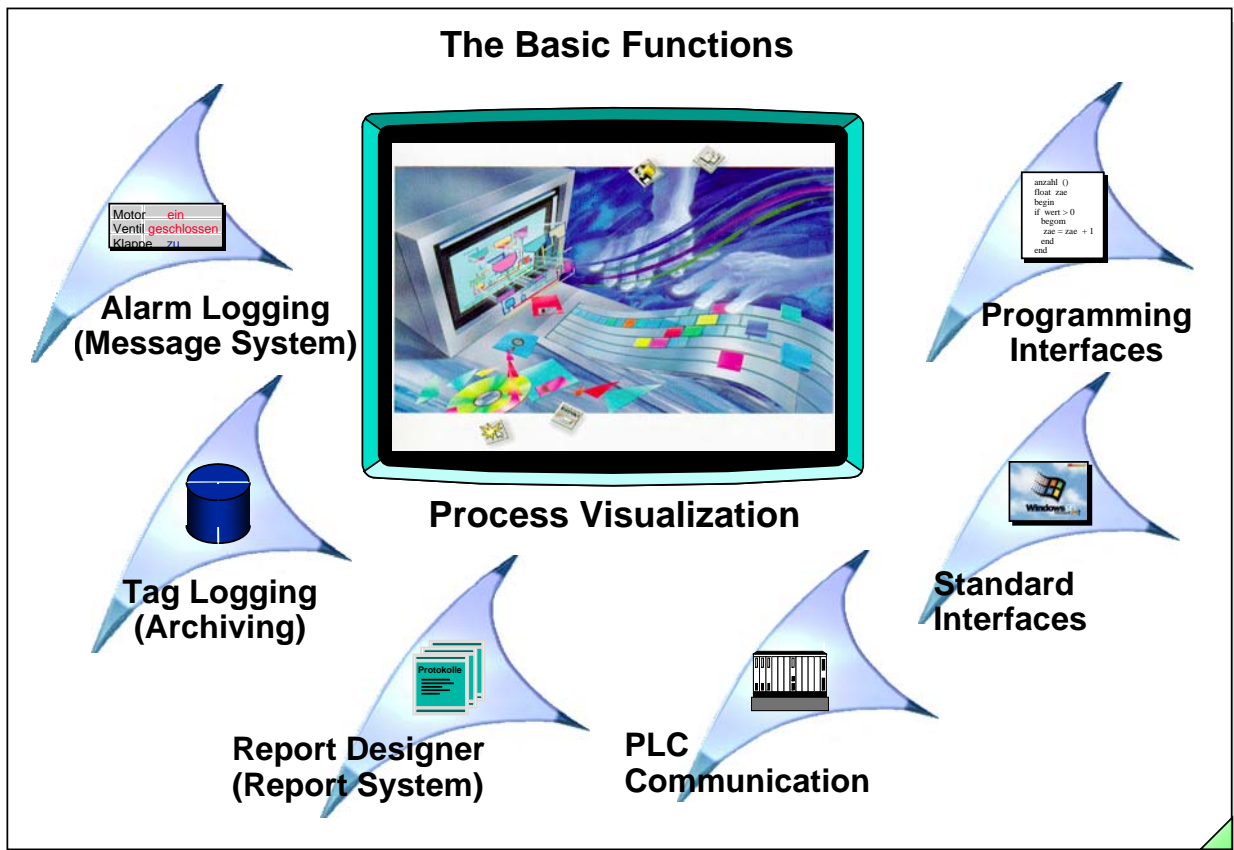 The Basic Functions
Motor ein
Ventil geschlossen
Klappe zu
Alarm Logging
(Message System)
anzahl ()
float zae
begin
if wert > 0
begom
zae = zae + 1
end
end
Programming
Interfaces
Process Visualization
Tag Logging
(Archiving)
Windows
Standard
Interfaces
Protokolle
Report Designer
(Report System)
PLC
Communication